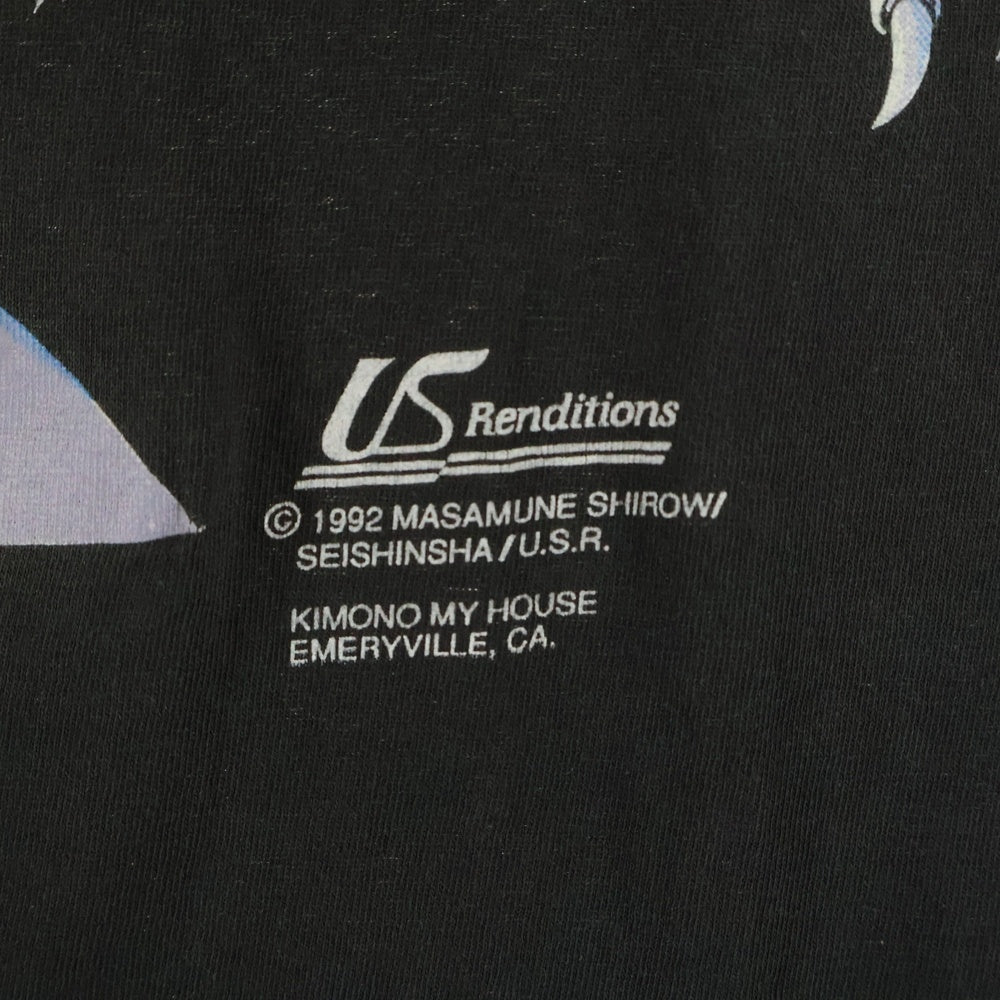 US Renditions
© 1992 MASAMUNE SHIROW/
SEISHINSHA/U.S.R.
KIMONO MY HOUSE
EMERYVILLE, CA.